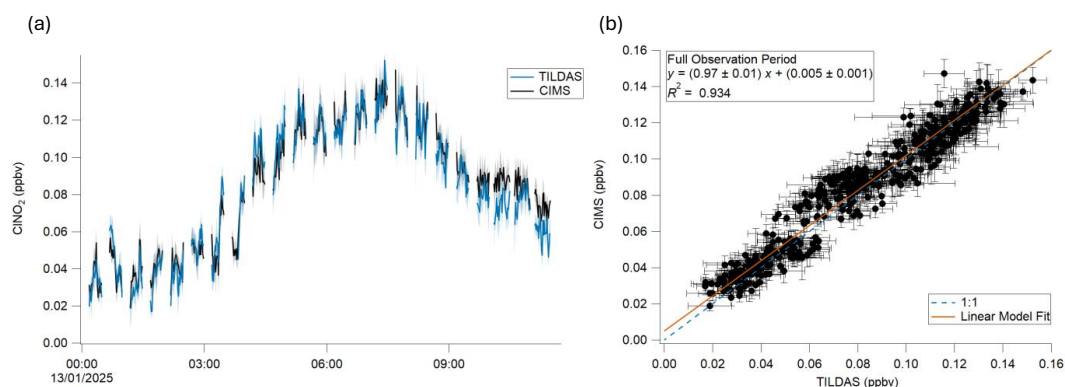 (a)
ClNO2 (ppbv)
0.14
0.12
0.10
0.08
0.06
0.04
0.02
0.00
00:00
03:00
06:00
09:00
13/01/2025
TILDAS
CIMS
(b)
CIMS (ppbv)
0.16
0.14
0.12
0.10
0.08
0.06
0.04
0.02
0.00
Full Observation Period
y = (0.97 ± 0.01) x + (0.005 ± 0.001)
R² = 0.934
1:1
Linear Model Fit
0.00
0.02
0.04
0.06
0.08
0.10
0.12
0.14
0.16
TILDAS (ppbv)